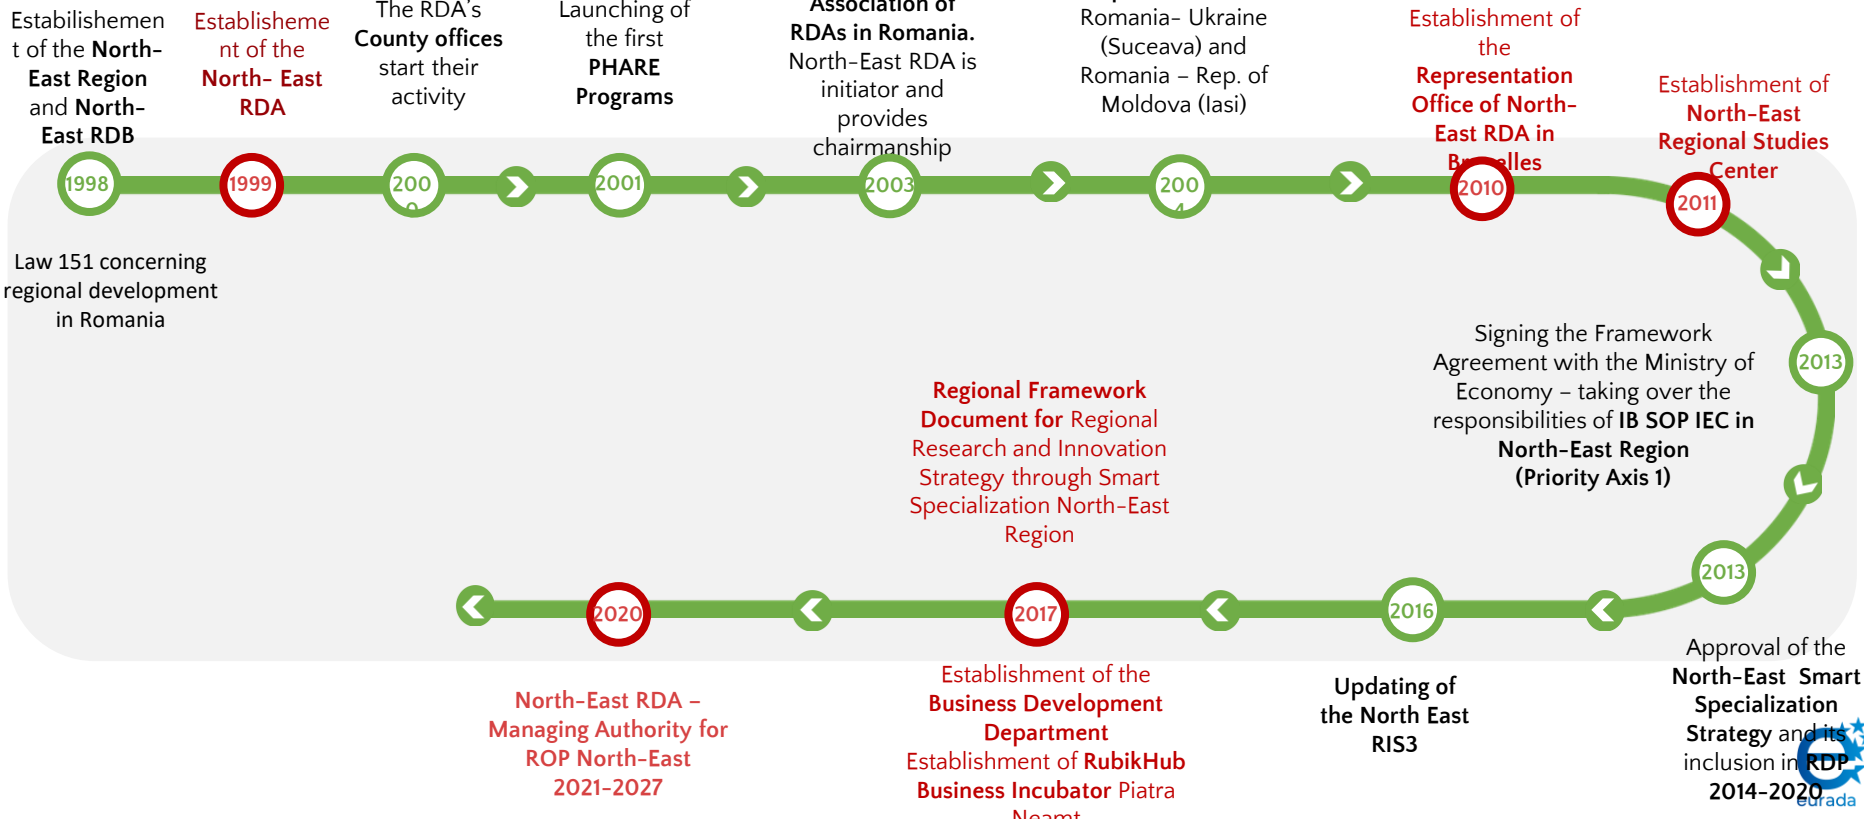 Estabilishemen
t of the North-
East Region
and North-
East RDB
1998
Law 151 concerning
regional development
in Romania
Establisheme
nt of the
North- East
RDA
1999
The RDA's
County offices
start their
activity
200
0
Launching of
the first
PHARE
Programs
2001
Association of
RDAs in Romania.
North-East RDA is
initiator and
provides
chairmanship
2003
Romania- Ukraine
(Suceava) and
Romania – Rep. of
Moldova (Iasi)
200
4
Establishment of
the
Representation
Office of North-
East RDA in
Bruxelles
2010
Establishment of
North-East
Regional Studies
Center
2011
Signing the Framework
Agreement with the Ministry of
Economy – taking over the
responsibilities of IB SOP IEC in
North-East Region
(Priority Axis 1)
2013
2013
Approval of the
North-East Smart
Specialization
Strategy and its
inclusion in RDP
2014-2020
eurada
2016
Updating of
the North East
RIS3
Regional Framework
Document for Regional
Research and Innovation
Strategy through Smart
Specialization North-East
Region
2017
Establishment of the
Business Development
Department
Establishment of RubikHub
Business Incubator Piatra
Neamt
2020
North-East RDA –
Managing Authority for
ROP North-East
2021-2027